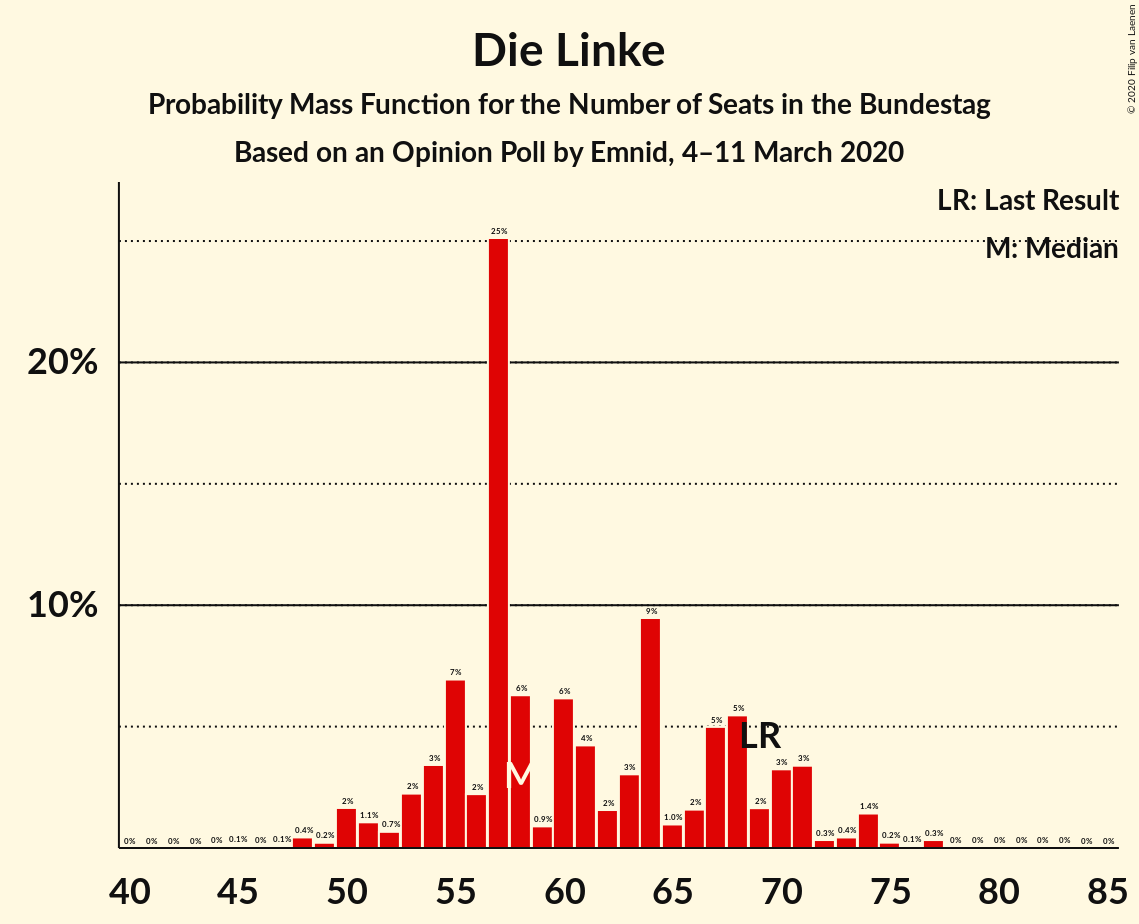 Die Linke
Probability Mass Function for the Number of Seats in the Bundestag
Based on an Opinion Poll by Emnid, 4–11 March 2020
© 2020 Filip van Laenen
LR: Last Result
M: Median
20%
10%
0% 0% 0% 0% 0% 0.1% 0% 0.1% 0.4% 0.2% 2% 1.1% 0.7% 2% 3% 7% 2% 25% 6% 0.9% 6% 4% 2% 3% 9% 1.0% 2% 5% 5% 2% 3% 3% 0.3% 0.4% 1.4% 0.2% 0.1% 0.3% 0% 0% 0% 0% 0% 0% 0% 0%
M
LR
40 45 50 55 60 65 70 75 80 85